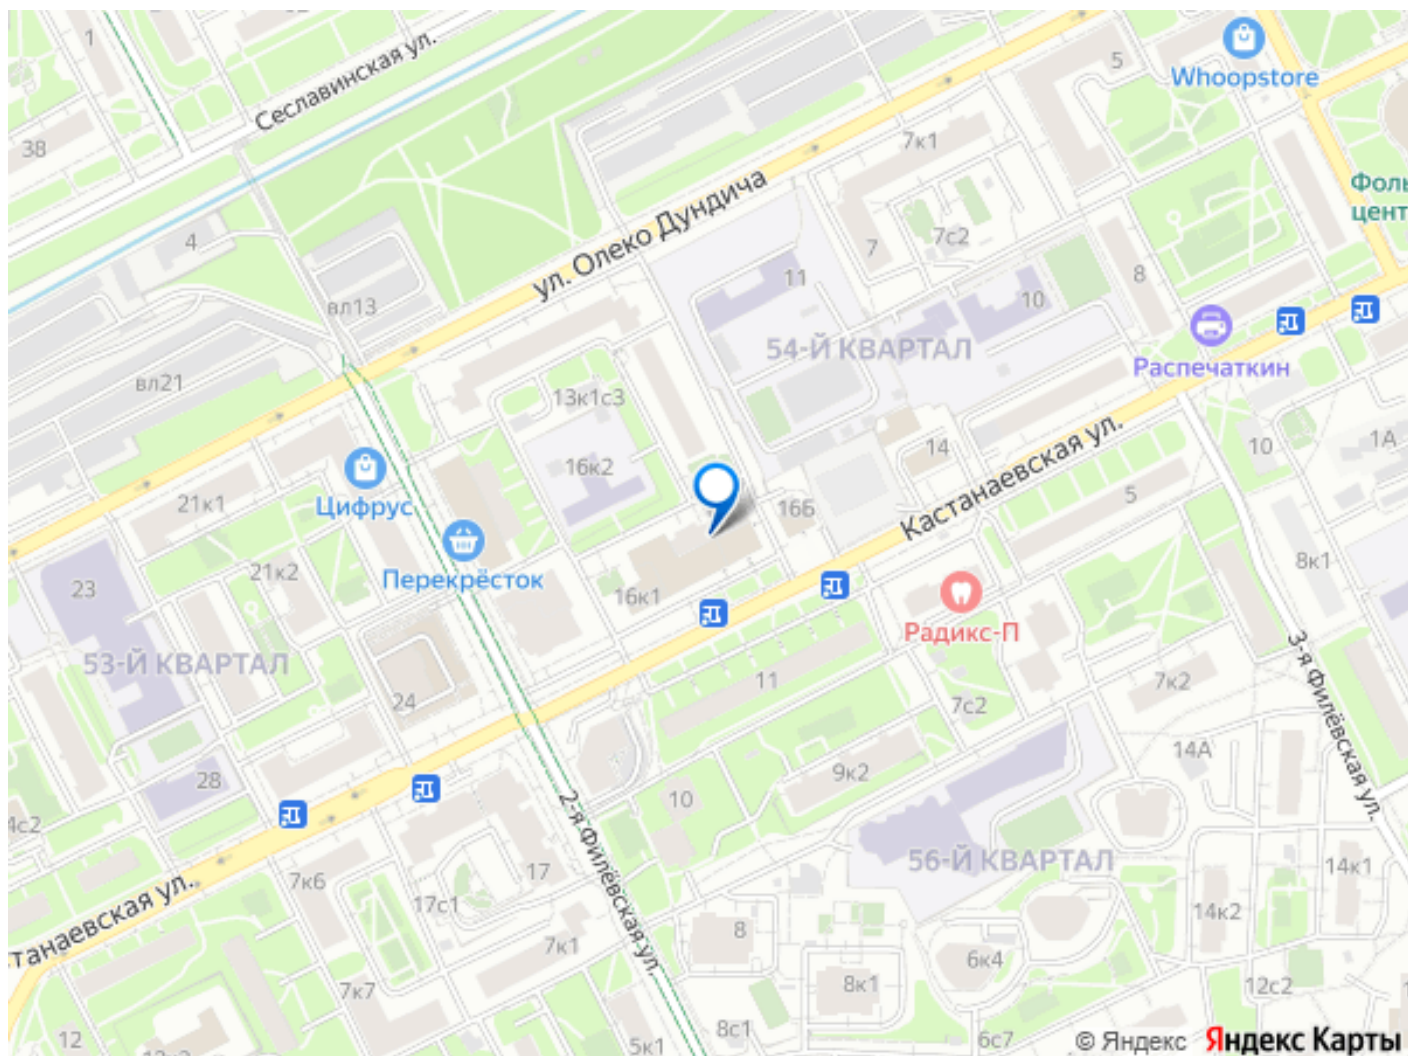 1
Сеславинская ул.
38
Whoopstore
5
7к1
Фоль
цент
4
ул. Олеко Дундича
7с2
7
8
11
10
вл13
54-Й КВАРТАЛ
Распечаткин
вл21
13к1с3
14
10
1А
16к2
Цифрус
21к1
16Б
Кастанаевская ул.
5
Перекрёсток
21к2
23
16к1
8к1
Радикс-П
53-Й КВАРТАЛ
24
11
7с2
7к2
3-я Филёвская ул.
14А
28
9к2
10
4с2
2-я Филёвская ул.
56-Й КВАРТАЛ
17
7к6
17с1
14к1
14к2
станаевская ул.
7к1
8
6к4
7к7
8к1
12с2
12
8с1
5к1
6с7
© Яндекс Яндекс Карты